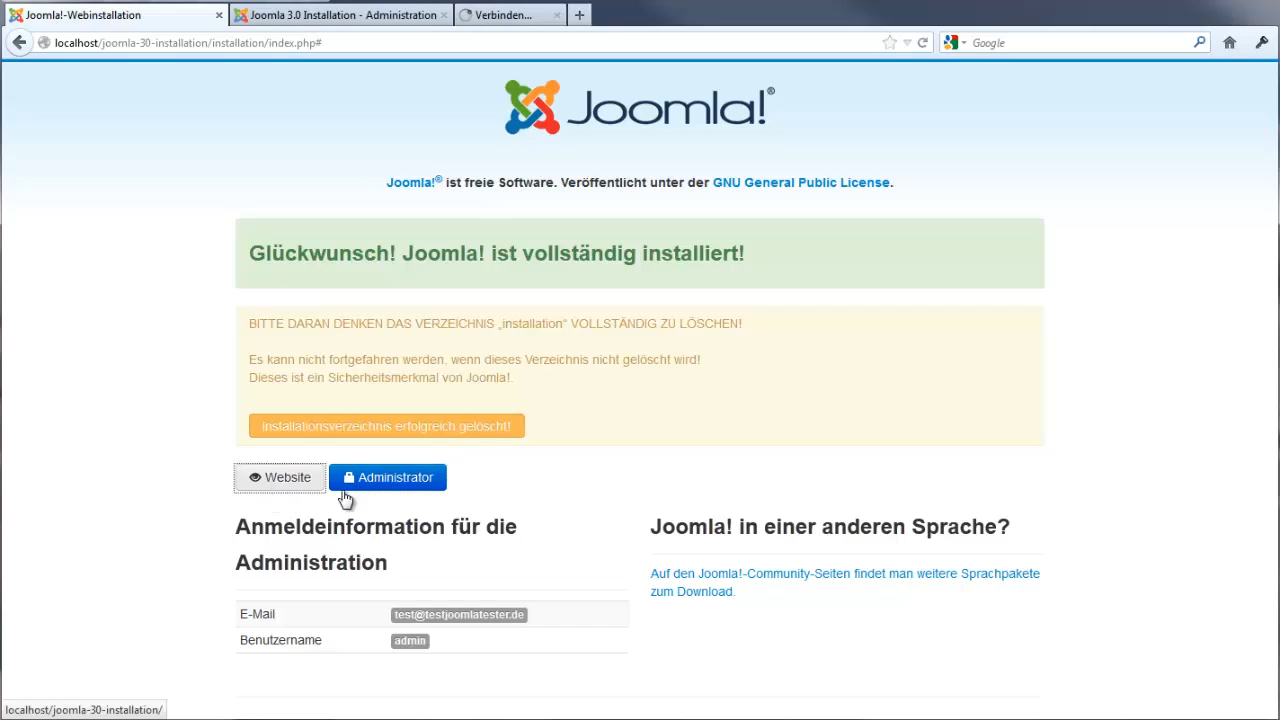 Joomla!-Webinstallation
Joomla 3.0 Installation - Administration
Verbinden...
localhost/joomla-30-installation/installation/index.php#
Google
Joomla!®
Joomla!® ist freie Software. Veröffentlicht unter der GNU General Public License.
Glückwunsch! Joomla! ist vollständig installiert!
BITTE DARAN DENKEN DAS VERZEICHNIS „installation“ VOLLSTÄNDIG ZU LÖSCHEN!
Es kann nicht fortgefahren werden, wenn dieses Verzeichnis nicht gelöscht wird!
Dieses ist ein Sicherheitsmerkmal von Joomla!.
Installationsverzeichnis erfolgreich gelöscht!
Website
Administrator
Anmeldeinformation für die
Administration
E-Mail test@testjoomlatester.de
Benutzername admin
Joomla! in einer anderen Sprache?
Auf den Joomla!-Community-Seiten findet man weitere Sprachpakete
zum Download.
localhost/joomla-30-installation/